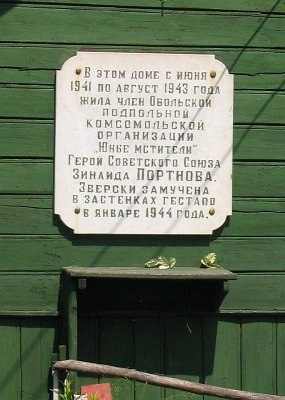 В этом доме с июня
1941 по август 1943 года
жила член Обольской
подпольной
комсомольской
организации
„Юные мстители"
Герой Советского Союза
Зинаида Портнова.
Зверски замучена
в застенках гестапо
в январе 1944 года.